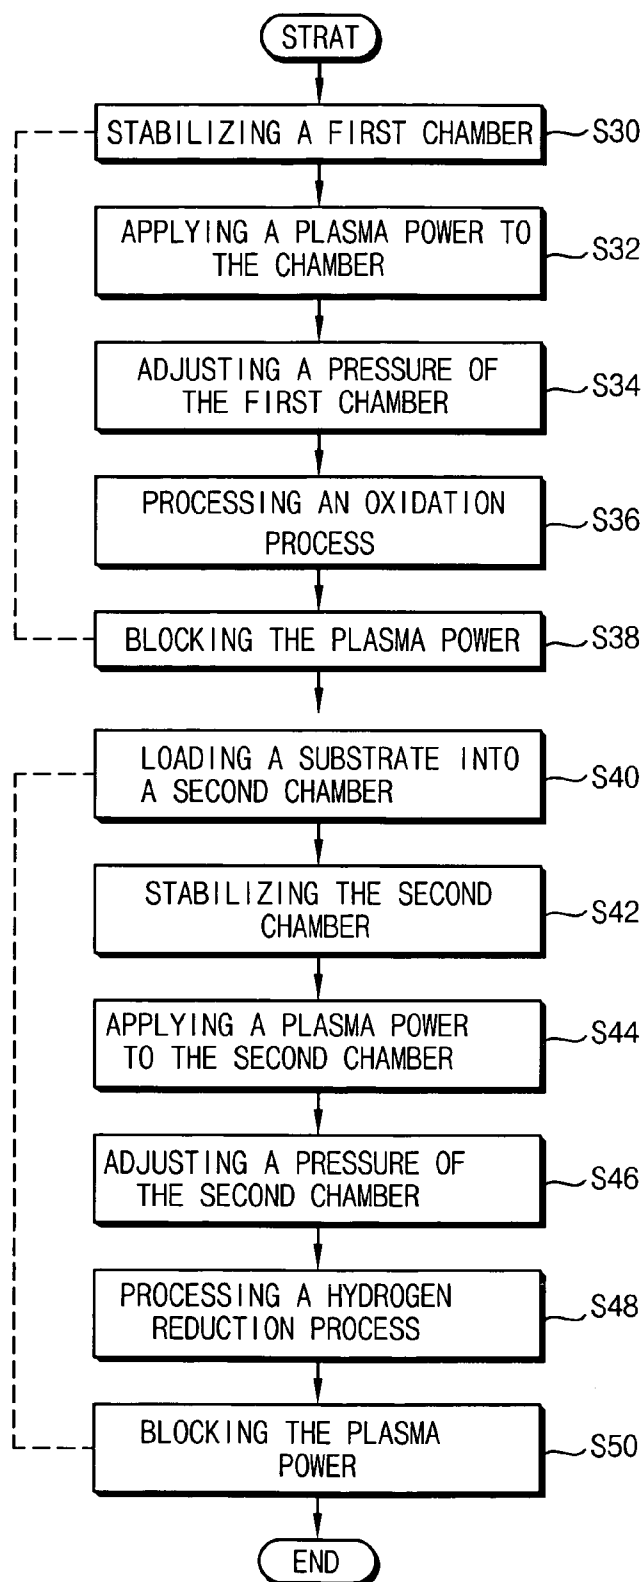 STRAT
STABILIZING A FIRST CHAMBER
S30
APPLYING A PLASMA POWER TO
THE CHAMBER
S32
ADJUSTING A PRESSURE OF
THE FIRST CHAMBER
S34
PROCESSING AN OXIDATION
PROCESS
S36
BLOCKING THE PLASMA POWER
S38
LOADING A SUBSTRATE INTO
A SECOND CHAMBER
S40
STABILIZING THE SECOND
CHAMBER
S42
APPLYING A PLASMA POWER
TO THE SECOND CHAMBER
S44
ADJUSTING A PRESSURE OF
THE SECOND CHAMBER
S46
PROCESSING A HYDROGEN
REDUCTION PROCESS
S48
BLOCKING THE PLASMA
POWER
S50
END